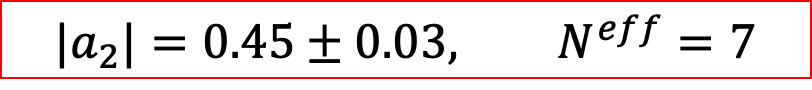 |a₂| = 0.45 ± 0.03, N^{eff} = 7